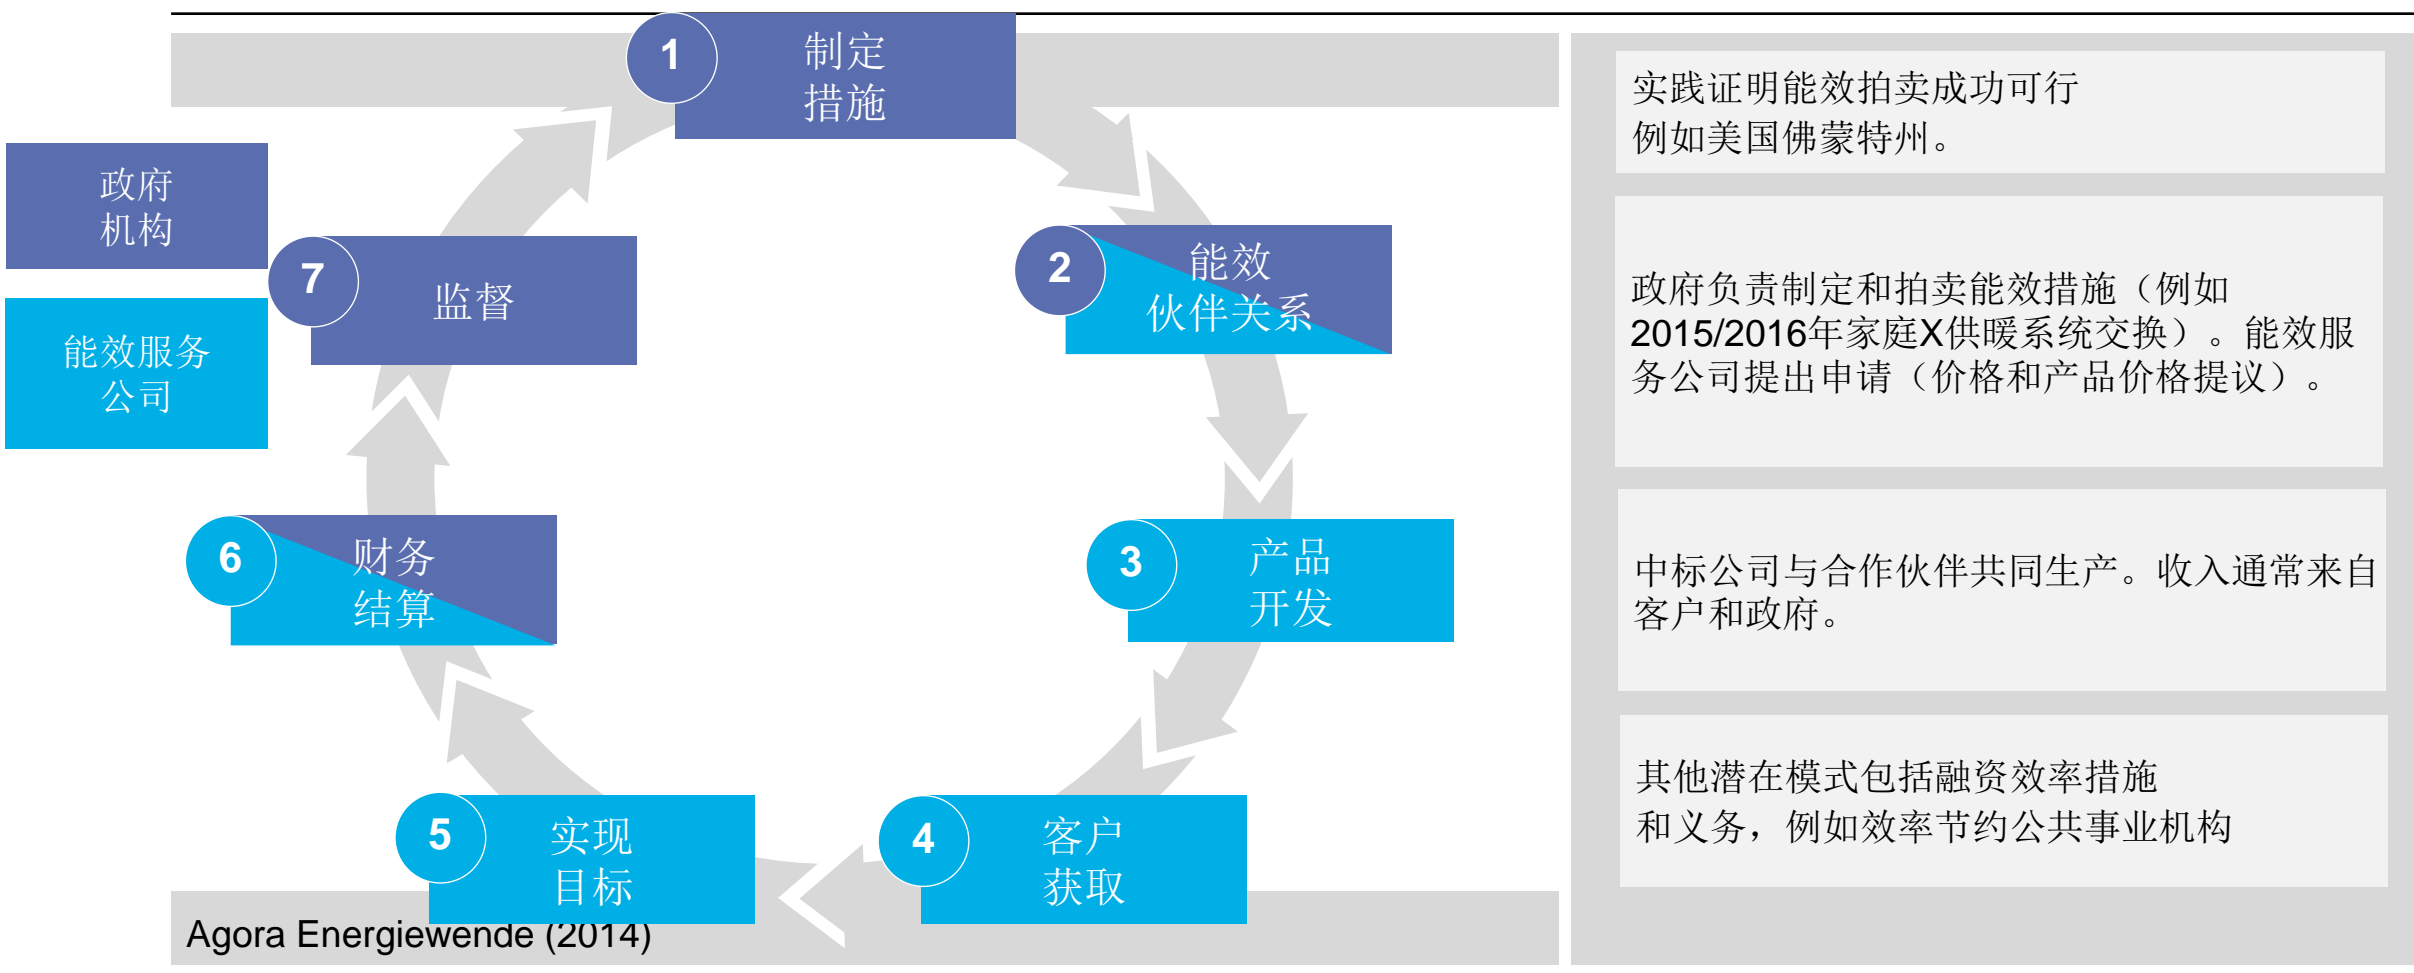 1
制定
措施
政府
机构
能效服务
公司
2
能效
伙伴关系
3
产品
开发
4
客户
获取
5
实现
目标
6
财务
结算
7
监督
Agora Energiewende (2014)
实践证明能效拍卖成功可行
例如美国佛蒙特州。
政府负责制定和拍卖能效措施（例如
2015/2016年家庭X供暖系统交换）。能效服
务公司提出申请（价格和产品价格提议）。
中标公司与合作伙伴共同生产。收入通常来自
客户和政府。
其他潜在模式包括融资效率措施
和义务，例如效率节约公共事业机构